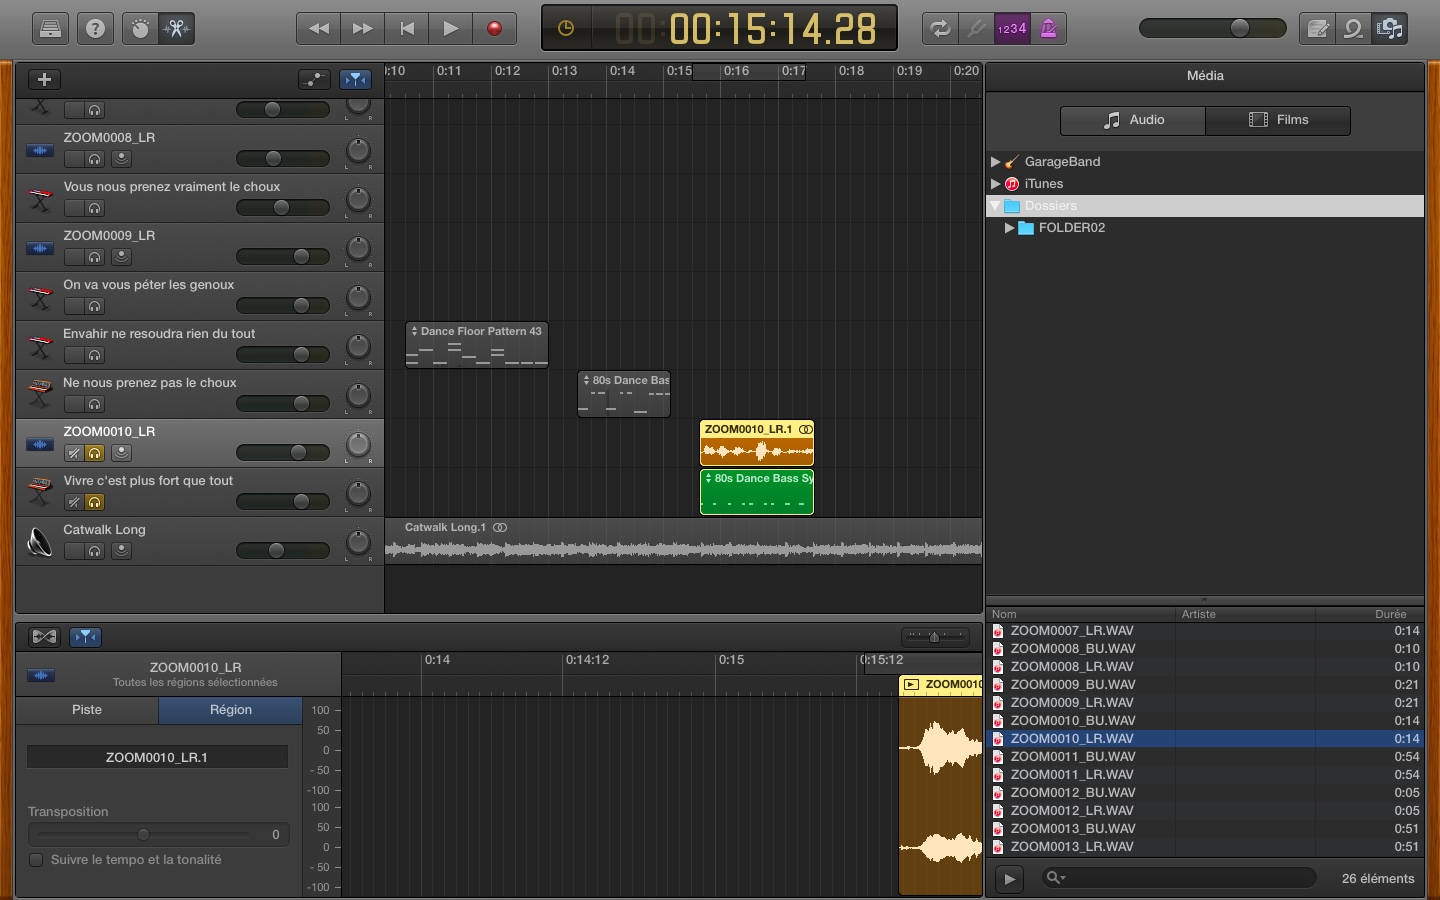 ?
00:15:14.28
1234
0:10 0:11 0:12 0:13 0:14 0:15 0:16 0:17 0:18 0:19 0:20
ZOOM0008_LR
Vous nous prenez vraiment le choux
ZOOM0009_LR
On va vous péter les genoux
Envahir ne resoudra rien du tout
Dance Floor Pattern 43
Ne nous prenez pas le choux
80s Dance Bas
ZOOM0010_LR
ZOOM0010_LR.1
Vivre c'est plus fort que tout
80s Dance Bass Sy
Catwalk Long
Catwalk Long.1
L R
Média
Audio Films
GarageBand
iTunes
Dossiers
FOLDER02
Nom Artiste Durée
ZOOM0007_LR.WAV 0:14
ZOOM0008_BU.WAV 0:10
ZOOM0008_LR.WAV 0:10
ZOOM0009_BU.WAV 0:21
ZOOM0009_LR.WAV 0:21
ZOOM0010_BU.WAV 0:14
ZOOM0010_LR.WAV 0:14
ZOOM0011_BU.WAV 0:54
ZOOM0011_LR.WAV 0:54
ZOOM0012_BU.WAV 0:05
ZOOM0012_LR.WAV 0:05
ZOOM0013_BU.WAV 0:51
ZOOM0013_LR.WAV 0:51
26 éléments
0:14 0:14:12 0:15 0:15:12
ZOOM0010_LR
Toutes les régions sélectionnées
ZOOM0010
Piste Région
ZOOM0010_LR.1
Transposition
0
Suivre le tempo et la tonalité
100
50
0
- 50
-100
100
50
0
- 50
-100